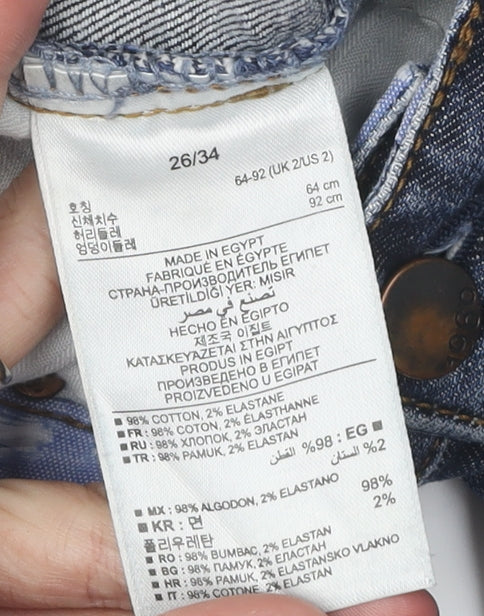 26/34
64-92 (UK 2/US 2)
호칭
신체치수
허리둘레 64 cm
엉덩이둘레 92 cm
MADE IN EGYPT
FABRIQUÉ EN ÉGYPTE
СТРАНА-ПРОИЗВОДИТЕЛЬ ЕГИПЕТ
ÜRETİLDİĞİ YER: MISIR
صنع في مصر
HECHO EN EGIPTO
제조국 이집트
ΚΑΤΑΣΚΕΥΑΖΕΤΑΙ ΣΤΗΝ ΑΙΓΥΠΤΟΣ
PRODUS IN EGIPT
ПРОИЗВЕДЕНО В ЕГИПЕТ
PROIZVEDENO U EGIPAT
98% COTTON, 2% ELASTANE
FR : 98% COTON, 2% ÉLASTHANNE
RU : 98% ХЛОПОК, 2% ЭЛАСТАН
TR : 98% PAMUK, 2% ELASTAN
EG : 98% القطن
2% الستان
MX : 98% ALGODON, 2% ELASTANO
KR : 면 98%
폴리우레탄 2%
RO : 98% BUMBAC, 2% ELASTAN
BG : 98% ПАМУК, 2% ЕЛАСТАН
HR : 98% PAMUK, 2% ELASTANSKO VLAKNO
IT : 98% COTONE, 2% ELASTAN